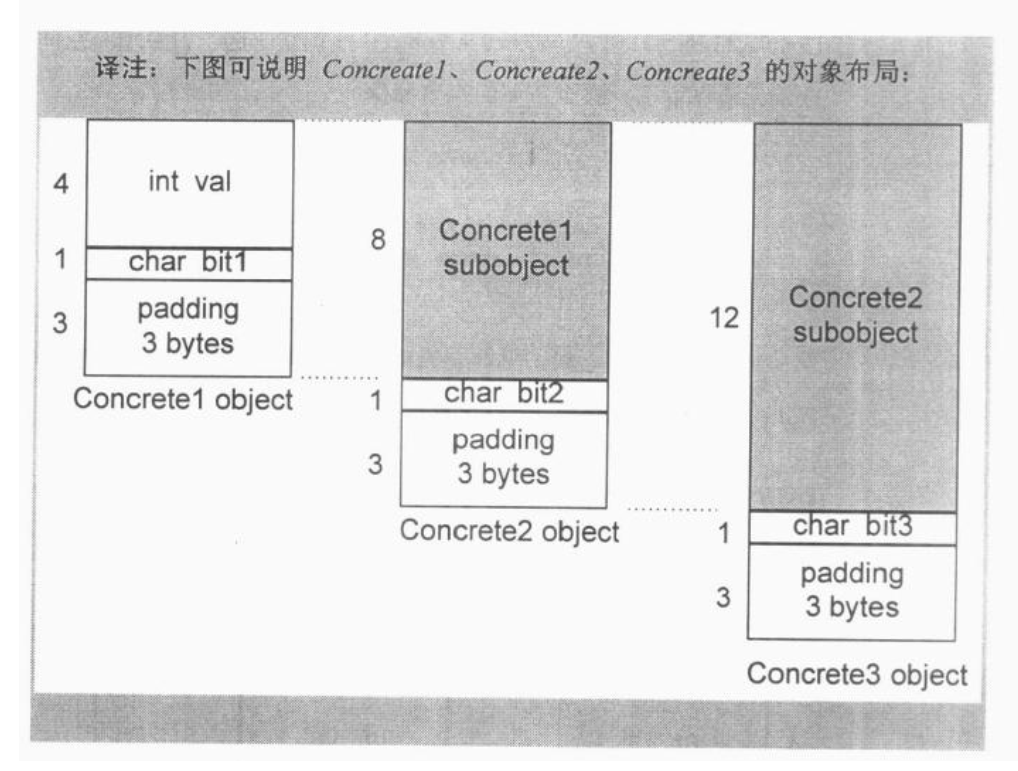 译注：下图可说明 Concreate1、Concreate2、Concreate3 的对象布局：
4
int val
1
char bit1
3
padding
3 bytes
Concrete1 object
8
Concrete1
subobject
1
char bit2
3
padding
3 bytes
Concrete2 object
12
Concrete2
subobject
1
char bit3
3
padding
3 bytes
Concrete3 object